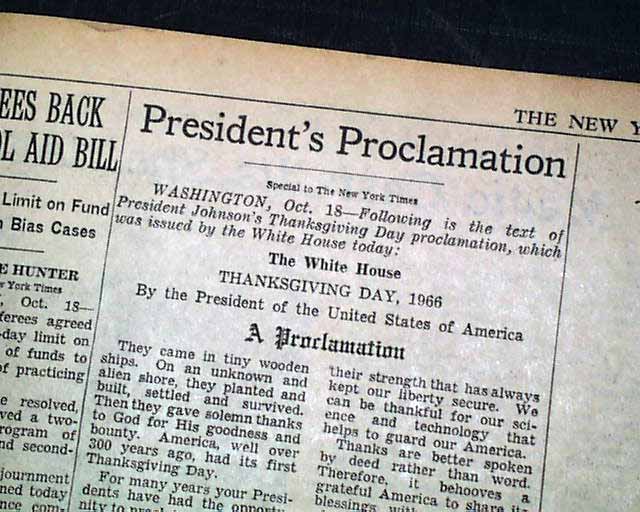 THE NEW Y
EES BACK
L AID BILL
Limit on Fund
Bias Cases
E HUNTER
York Times
, Oct. 18—
ferees agreed
-day limit on
of funds to
of practicing
e resolved,
ved a two-
rogram of
nd second-
journment
ned today
nce com-
President's Proclamation
Special to The New York Times
WASHINGTON, Oct. 18—Following is the text of
President Johnson's Thanksgiving Day proclamation, which
was issued by the White House today:
The White House
THANKSGIVING DAY, 1966
By the President of the United States of America
A Proclamation
They came in tiny wooden
ships. On an unknown and
alien shore, they planted and
built, settled and survived.
Then they gave solemn thanks
to God for His goodness and
bounty. America, well over
300 years ago, had its first
Thanksgiving Day.
For many years your Presi-
dents have had the opportu-
their strength that has always
kept our liberty secure. We
can be thankful for our sci-
ence and technology that
helps to guard our America.
Thanks are better spoken
by deed rather than word.
Therefore, it behooves a
grateful America to share its
blessings with